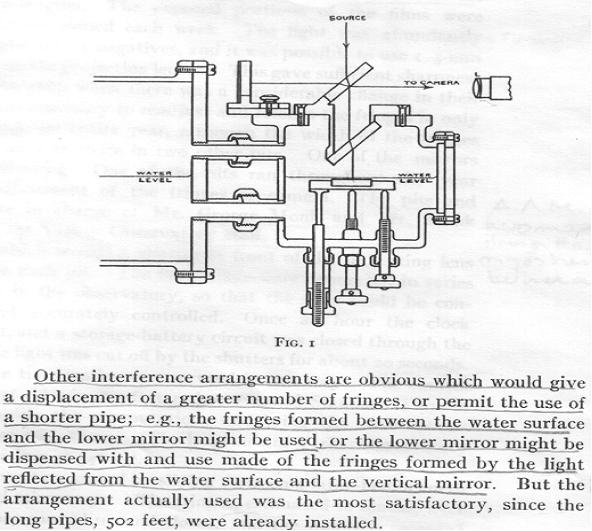 SOURCE
TO CAMERA
WATER
LEVEL
WATER
LEVEL
FIG. 1
Other interference arrangements are obvious which would give
a displacement of a greater number of fringes, or permit the use of
a shorter pipe; e.g., the fringes formed between the water surface
and the lower mirror might be used, or the lower mirror might be
dispensed with and use made of the fringes formed by the light
reflected from the water surface and the vertical mirror. But the
arrangement actually used was the most satisfactory, since the
long pipes, 502 feet, were already installed.